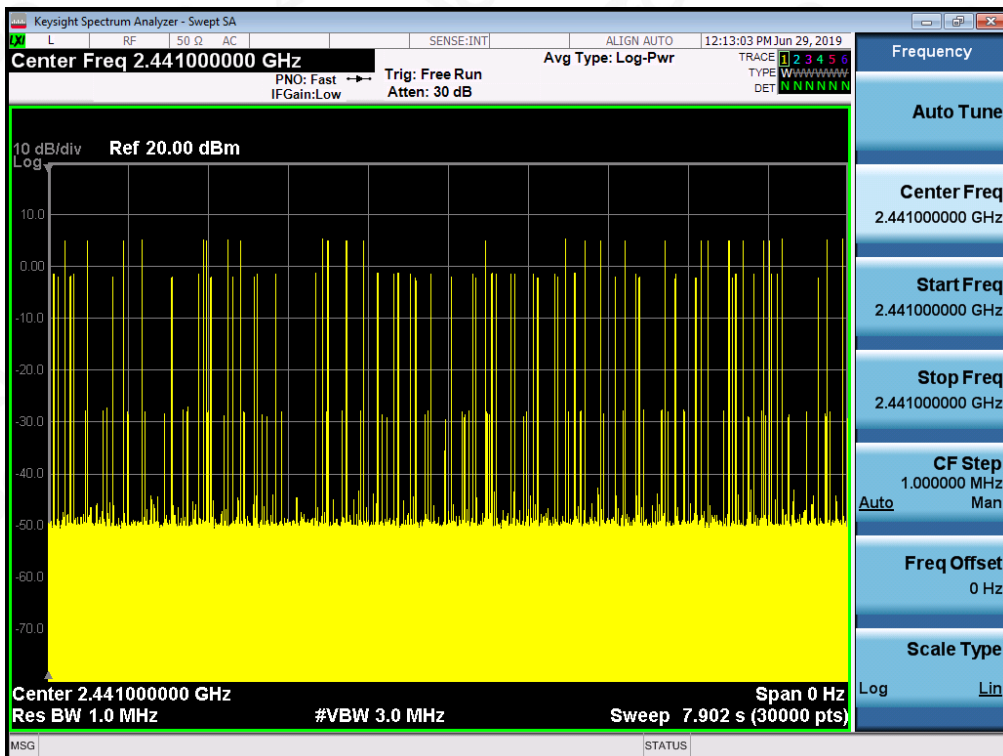 Keysight Spectrum Analyzer - Swept SA
LXI L RF 50 Ω AC SENSE:INT ALIGN AUTO 12:13:03 PM Jun 29, 2019
Center Freq 2.441000000 GHz
PNO: Fast
IFGain:Low
Trig: Free Run
Atten: 30 dB
Avg Type: Log-Pwr
TRACE 1 2 3 4 5 6
TYPE WWWWWW
DET N N N N N N
10 dB/div Ref 20.00 dBm
Log
10.0
0.00
-10.0
-20.0
-30.0
-40.0
-50.0
-60.0
-70.0
Center 2.441000000 GHz Span 0 Hz
Res BW 1.0 MHz #VBW 3.0 MHz Sweep 7.902 s (30000 pts)
MSG STATUS
Frequency
Auto Tune
Center Freq
2.441000000 GHz
Start Freq
2.441000000 GHz
Stop Freq
2.441000000 GHz
CF Step
1.000000 MHz
Auto Man
Freq Offset
0 Hz
Scale Type
Log Lin